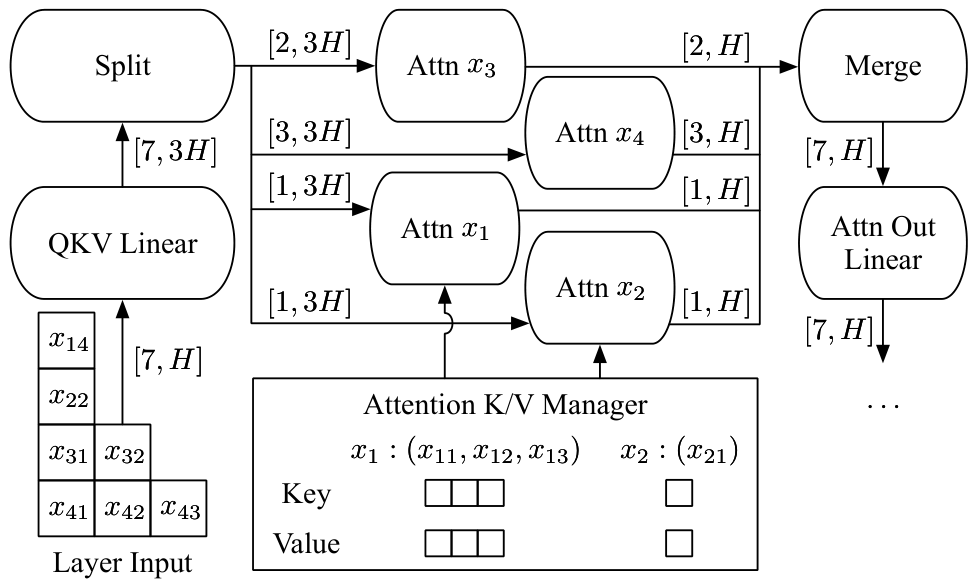 Split
[2, 3H]
Attn x₃
[2, H]
Merge
[3, 3H]
Attn x₄
[3, H]
[7, 3H]
[7, H]
[1, 3H]
Attn x₁
[1, H]
QKV Linear
Attn Out
Linear
[1, 3H]
Attn x₂
[1, H]
[7, H]
x₁₄
[7, H]
x₂₂
x₃₁ x₃₂
x₄₁ x₄₂ x₄₃
Layer Input
Attention K/V Manager
x₁ : (x₁₁, x₁₂, x₁₃) x₂ : (x₂₁)
Key
Value
...